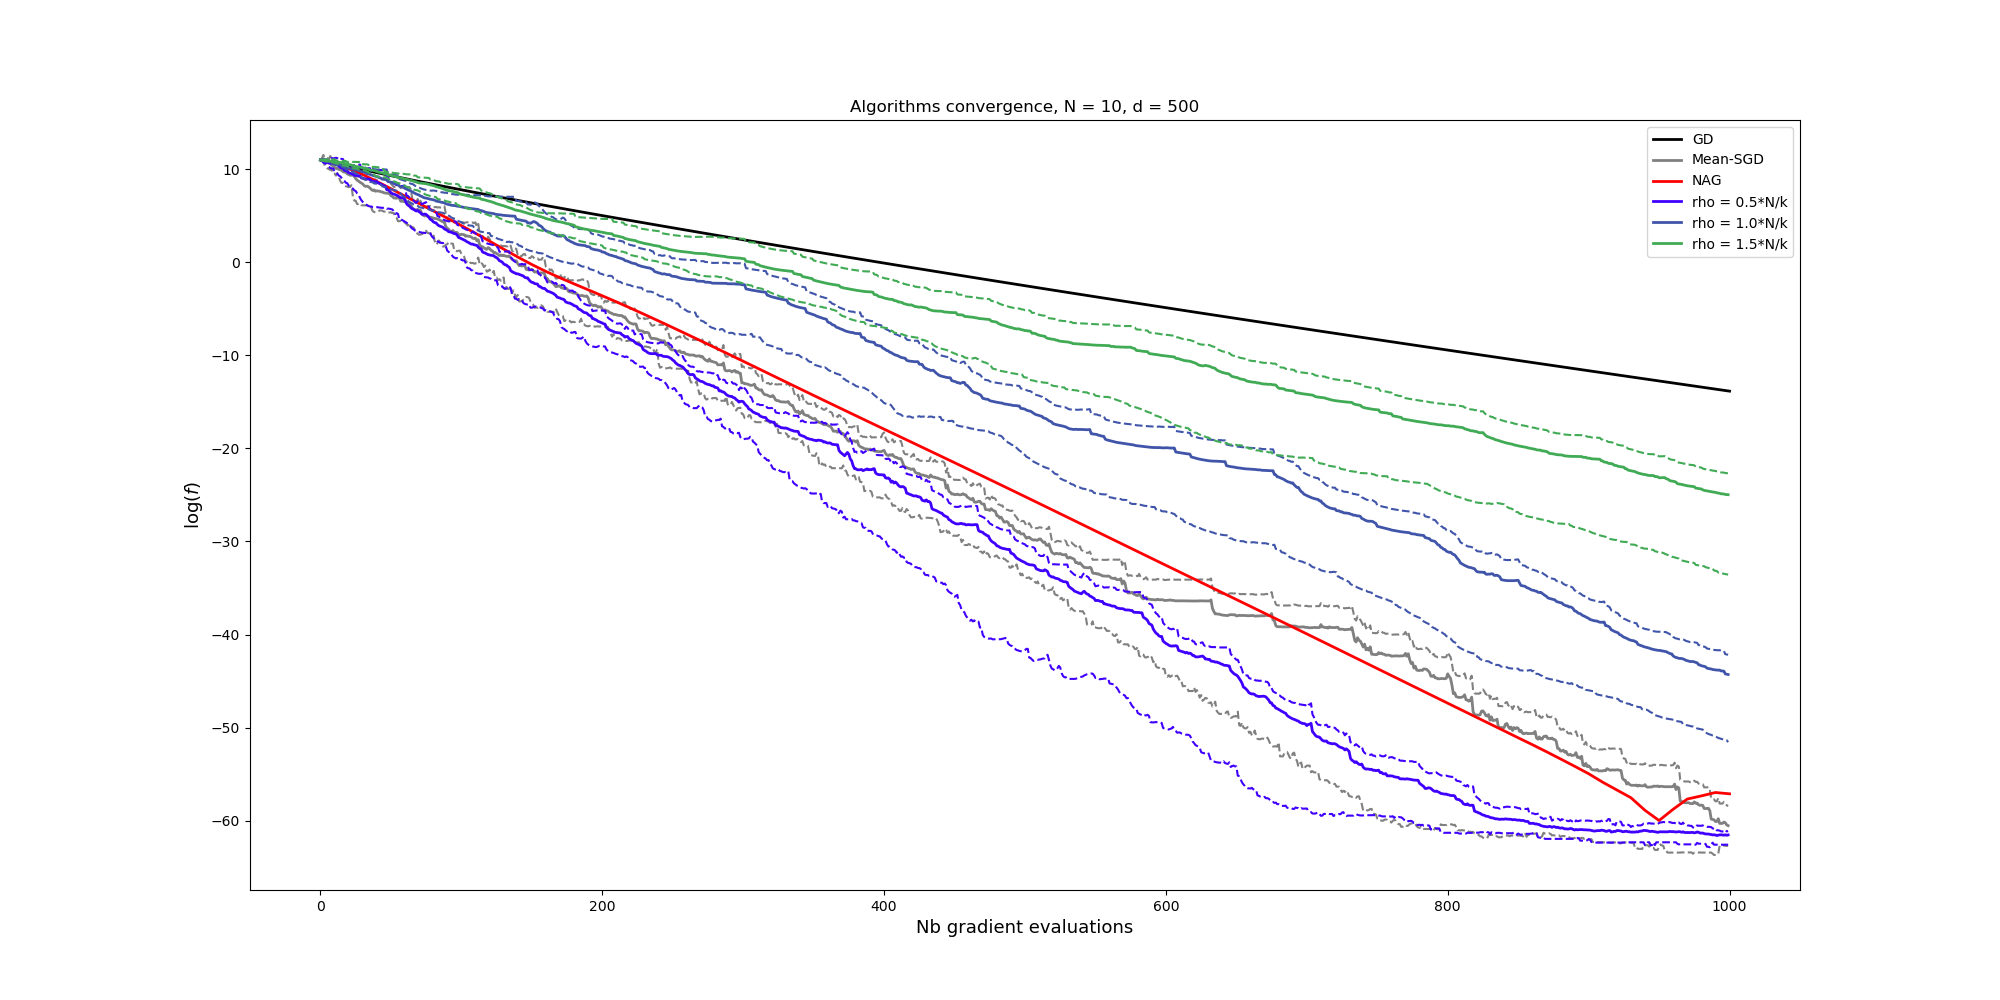 Algorithms convergence, N = 10, d = 500
GD
Mean-SGD
NAG
rho = 0.5*N/k
rho = 1.0*N/k
rho = 1.5*N/k
10
0
−10
−20
−30
−40
−50
−60
log(f)
0
200
400
600
800
1000
Nb gradient evaluations